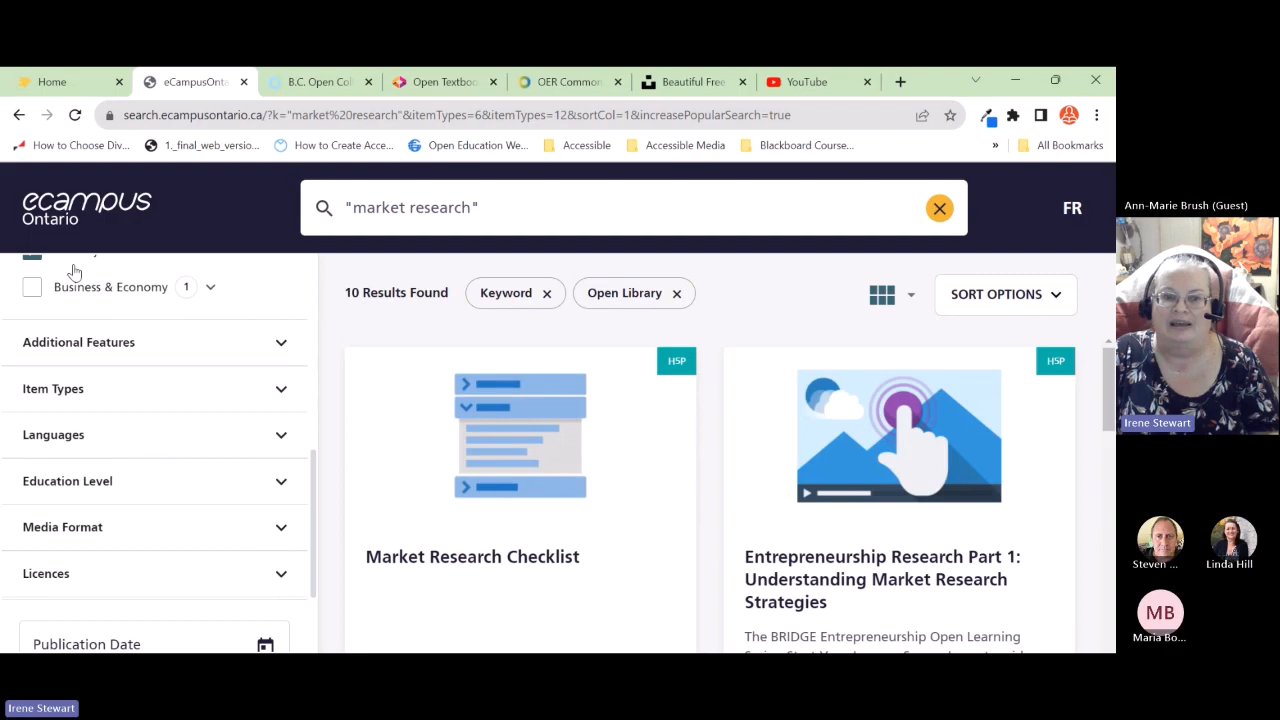 Home
eCampusOnta
B.C. Open Col
Open Textboo
OER Common
Beautiful Free
YouTube
search.ecampusontario.ca/?k="market%20research"&itemTypes=6&itemTypes=12&sortCol=1&increasePopularSearch=true
How to Choose Div...
1._final_web_versio...
How to Create Acce...
Open Education We...
Accessible
Accessible Media
Blackboard Course...
»
All Bookmarks
ecampus
Ontario
"market research"
FR
Business & Economy 1
Additional Features
Item Types
Languages
Education Level
Media Format
Licences
Publication Date
10 Results Found
Keyword
Open Library
SORT OPTIONS
H5P
Market Research Checklist
H5P
Entrepreneurship Research Part 1:
Understanding Market Research
Strategies
The BRIDGE Entrepreneurship Open Learning
Ann-Marie Brush (Guest)
Irene Stewart
Steven ...
Linda Hill
MB
Maria Bo...
Irene Stewart